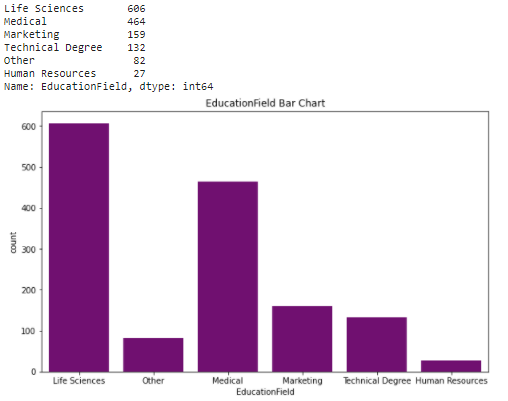 Life Sciences 606
Medical 464
Marketing 159
Technical Degree 132
Other 82
Human Resources 27
Name: EducationField, dtype: int64
EducationField Bar Chart
600
500
400
300
200
100
0
count
Life Sciences Other Medical Marketing Technical Degree Human Resources
EducationField